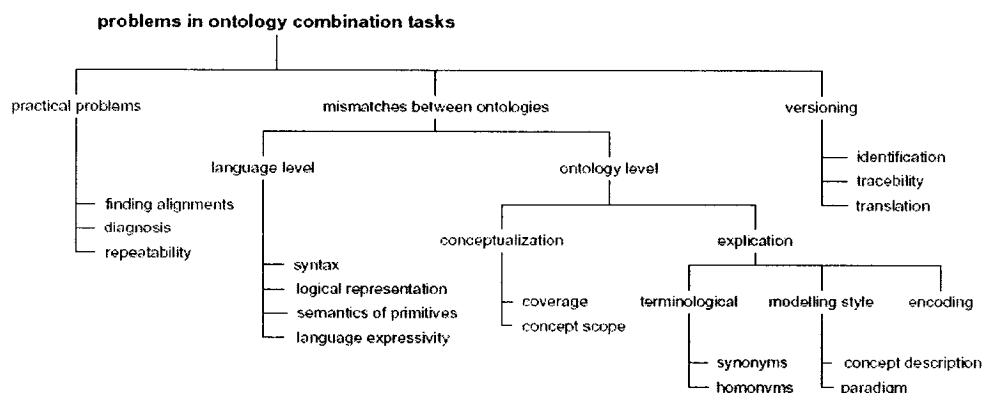 problems in ontology combination tasks
practical problems
mismatches between ontologies
versioning
language level
ontology level
identification
tracebility
translation
finding alignments
diagnosis
repeatability
conceptualization
explication
syntax
logical representation
semantics of primitives
language expressivity
coverage
concept scope
terminological
modelling style
encoding
synonyms
homonyms
concept description
paradigm